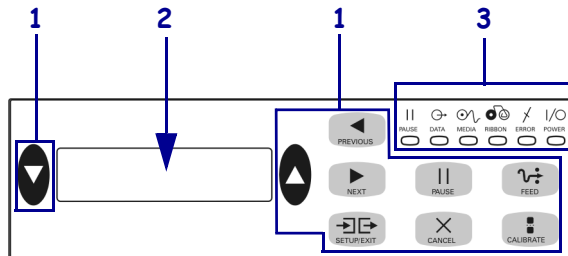 1 2 1 3
PAUSE DATA MEDIA RIBBON ERROR POWER
PREVIOUS
NEXT PAUSE FEED
SETUP/EXIT CANCEL CALIBRATE